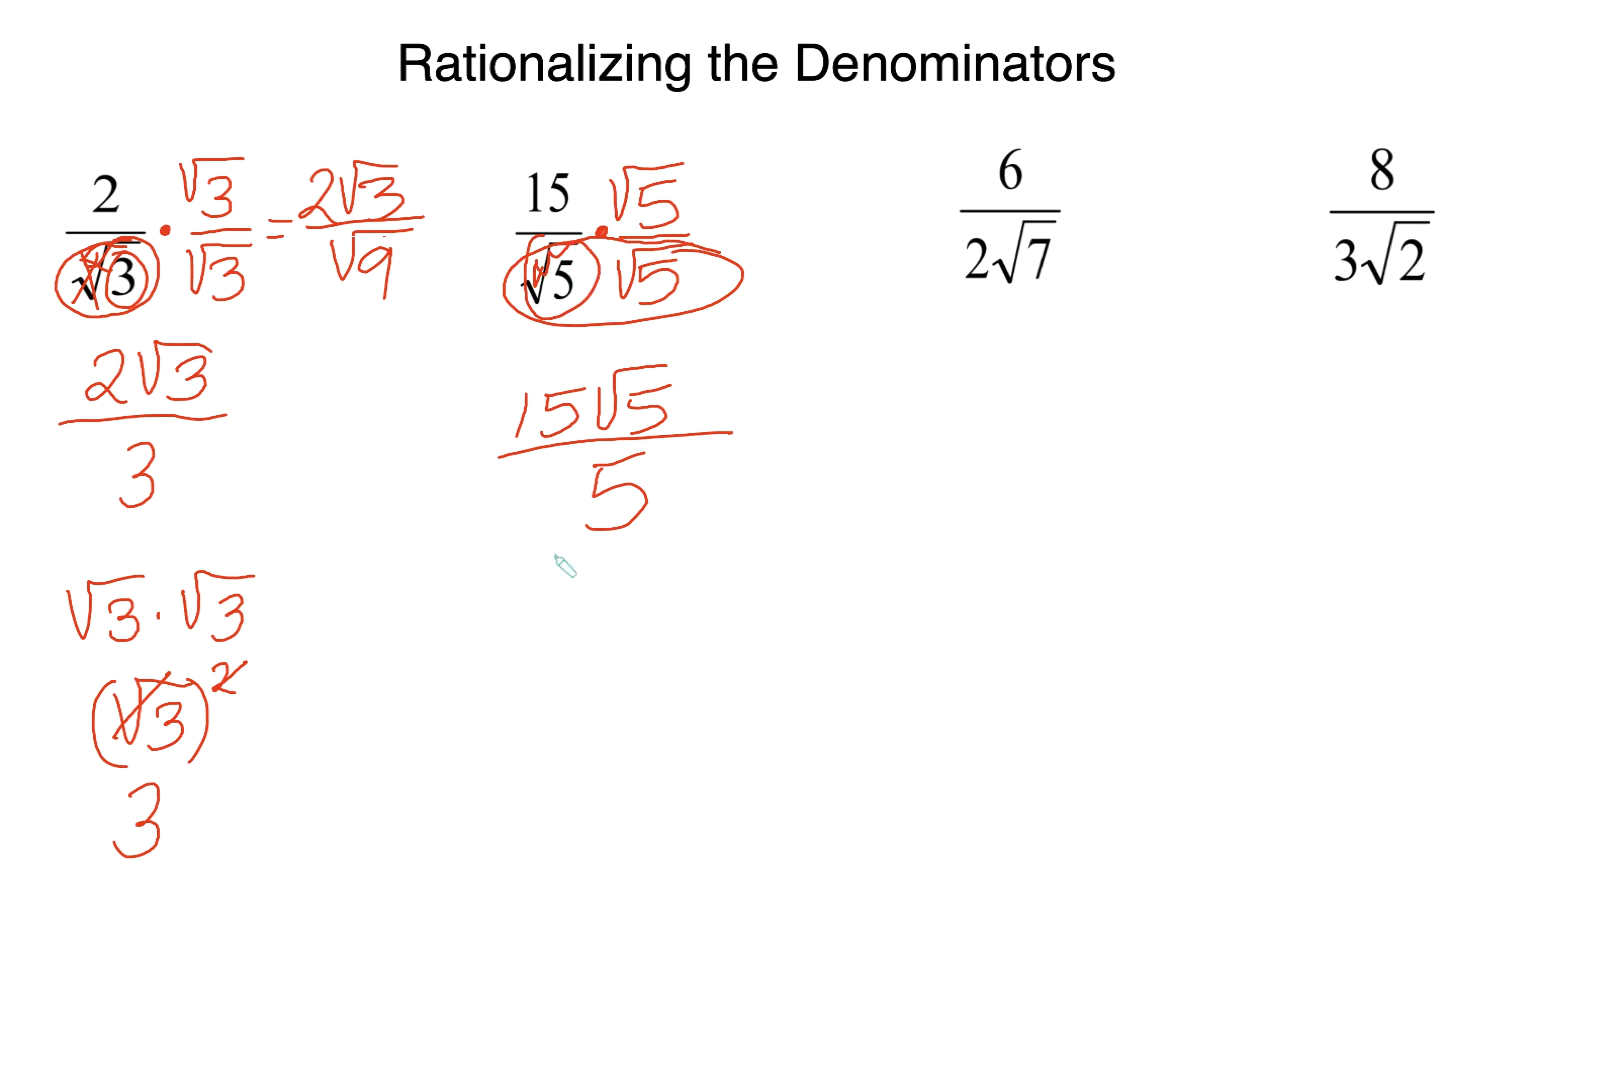 Rationalizing the Denominators
2/√3 · √3/√3 = 2√3/√9
2√3/3
√3 · √3
(√3)²
3
15/√5 · √5/√5
15√5/5
6/2√7
8/3√2